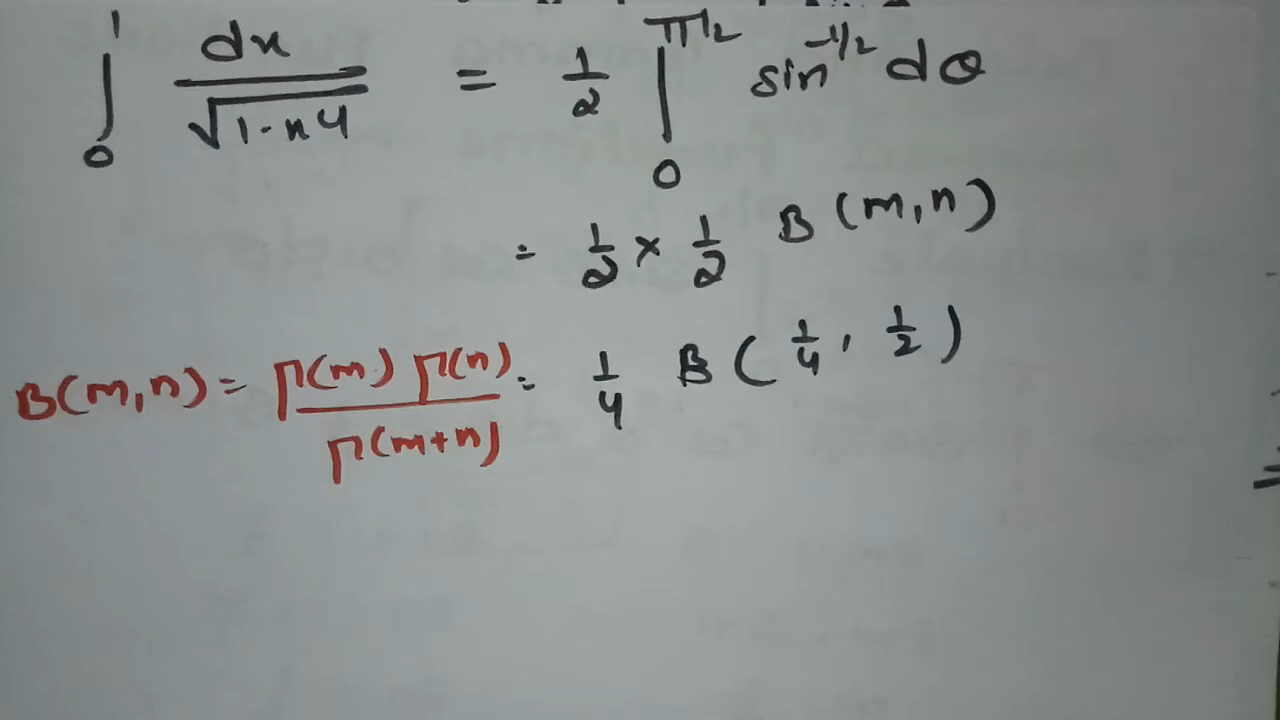 ∫₀¹ dx/√(1-x4) = 1/2 ∫₀^{π/2} sin^{-1/2} dθ
= 1/2 × 1/2 B(m,n)
B(m,n) = Γ(m) Γ(n) / Γ(m+n) = 1/4 B(1/4, 1/2)